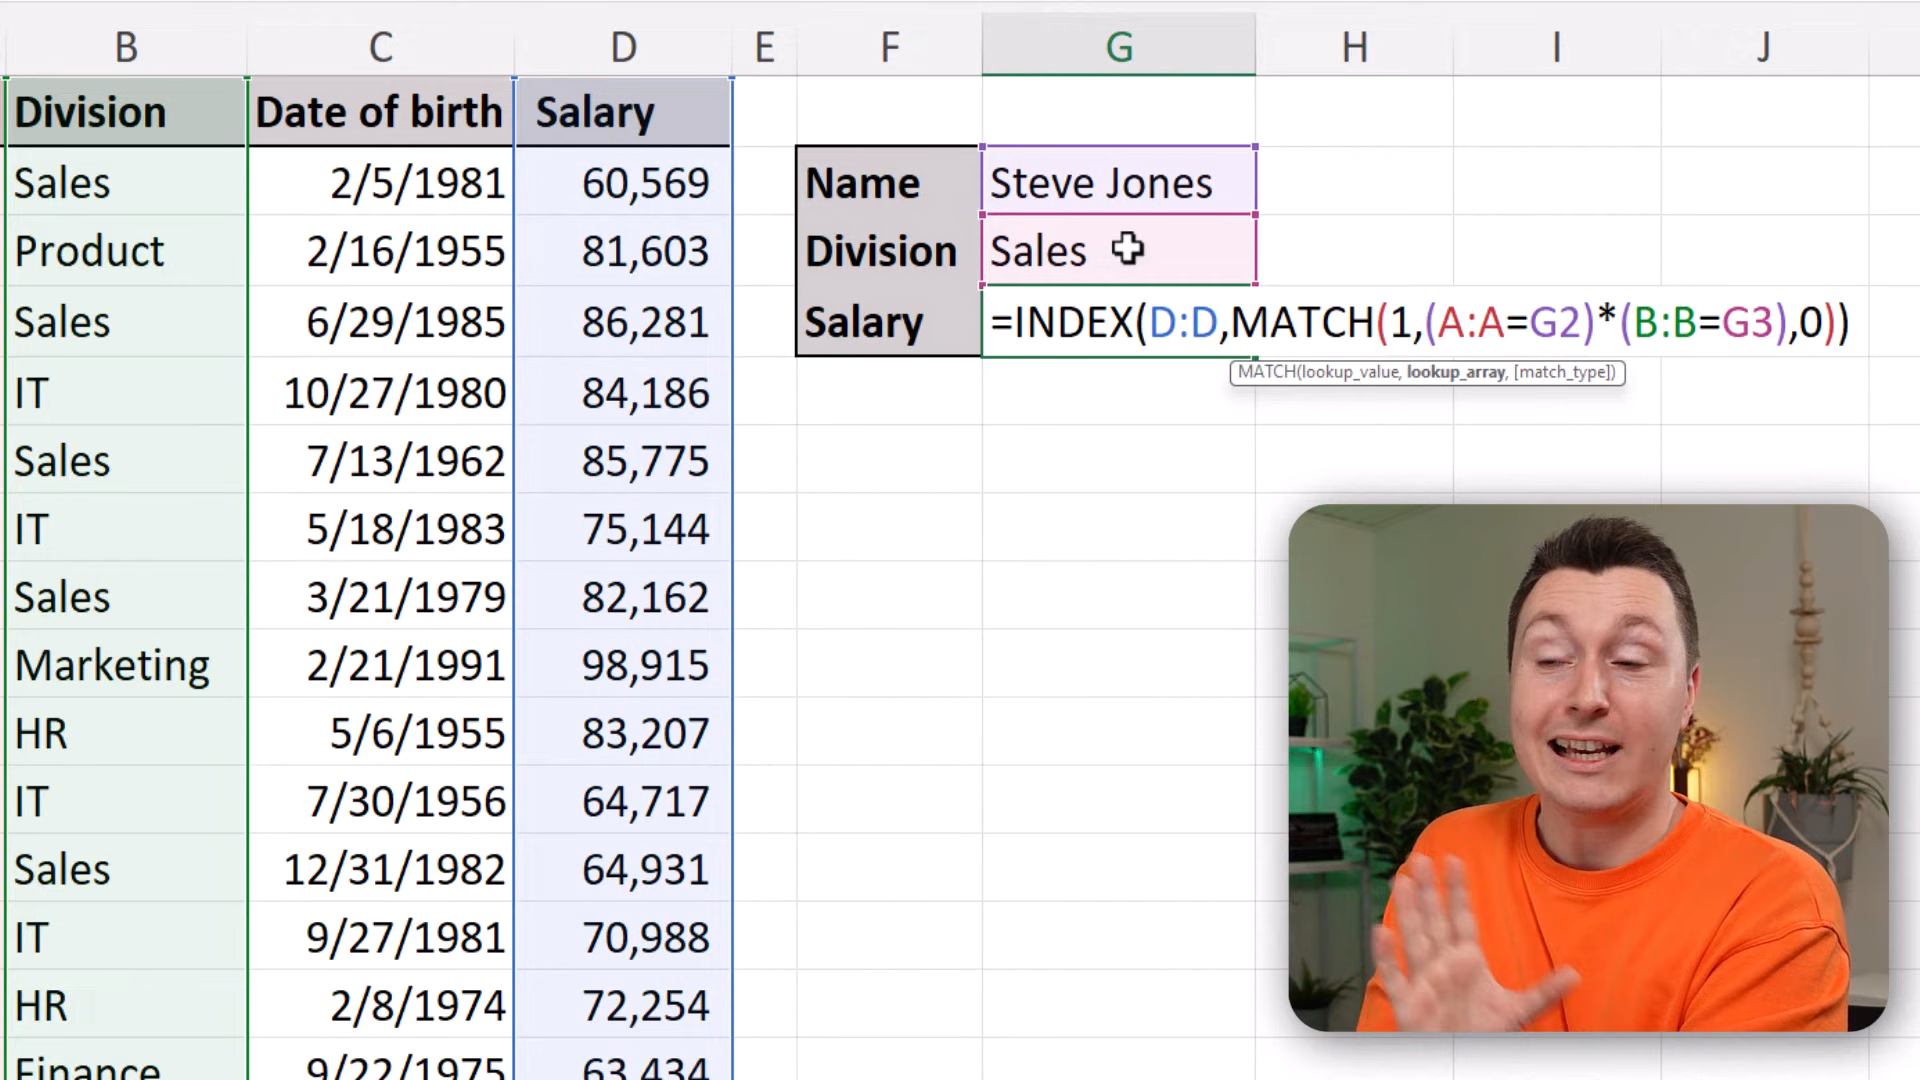 B C D E F G H I J
Division Date of birth Salary
Sales 2/5/1981 60,569 Name Steve Jones
Product 2/16/1955 81,603 Division Sales
Sales 6/29/1985 86,281 Salary =INDEX(D:D,MATCH(1,(A:A=G2)*(B:B=G3),0))
MATCH(lookup_value, lookup_array, [match_type])
IT 10/27/1980 84,186
Sales 7/13/1962 85,775
IT 5/18/1983 75,144
Sales 3/21/1979 82,162
Marketing 2/21/1991 98,915
HR 5/6/1955 83,207
IT 7/30/1956 64,717
Sales 12/31/1982 64,931
IT 9/27/1981 70,988
HR 2/8/1974 72,254
Finance 9/22/1975 63,434